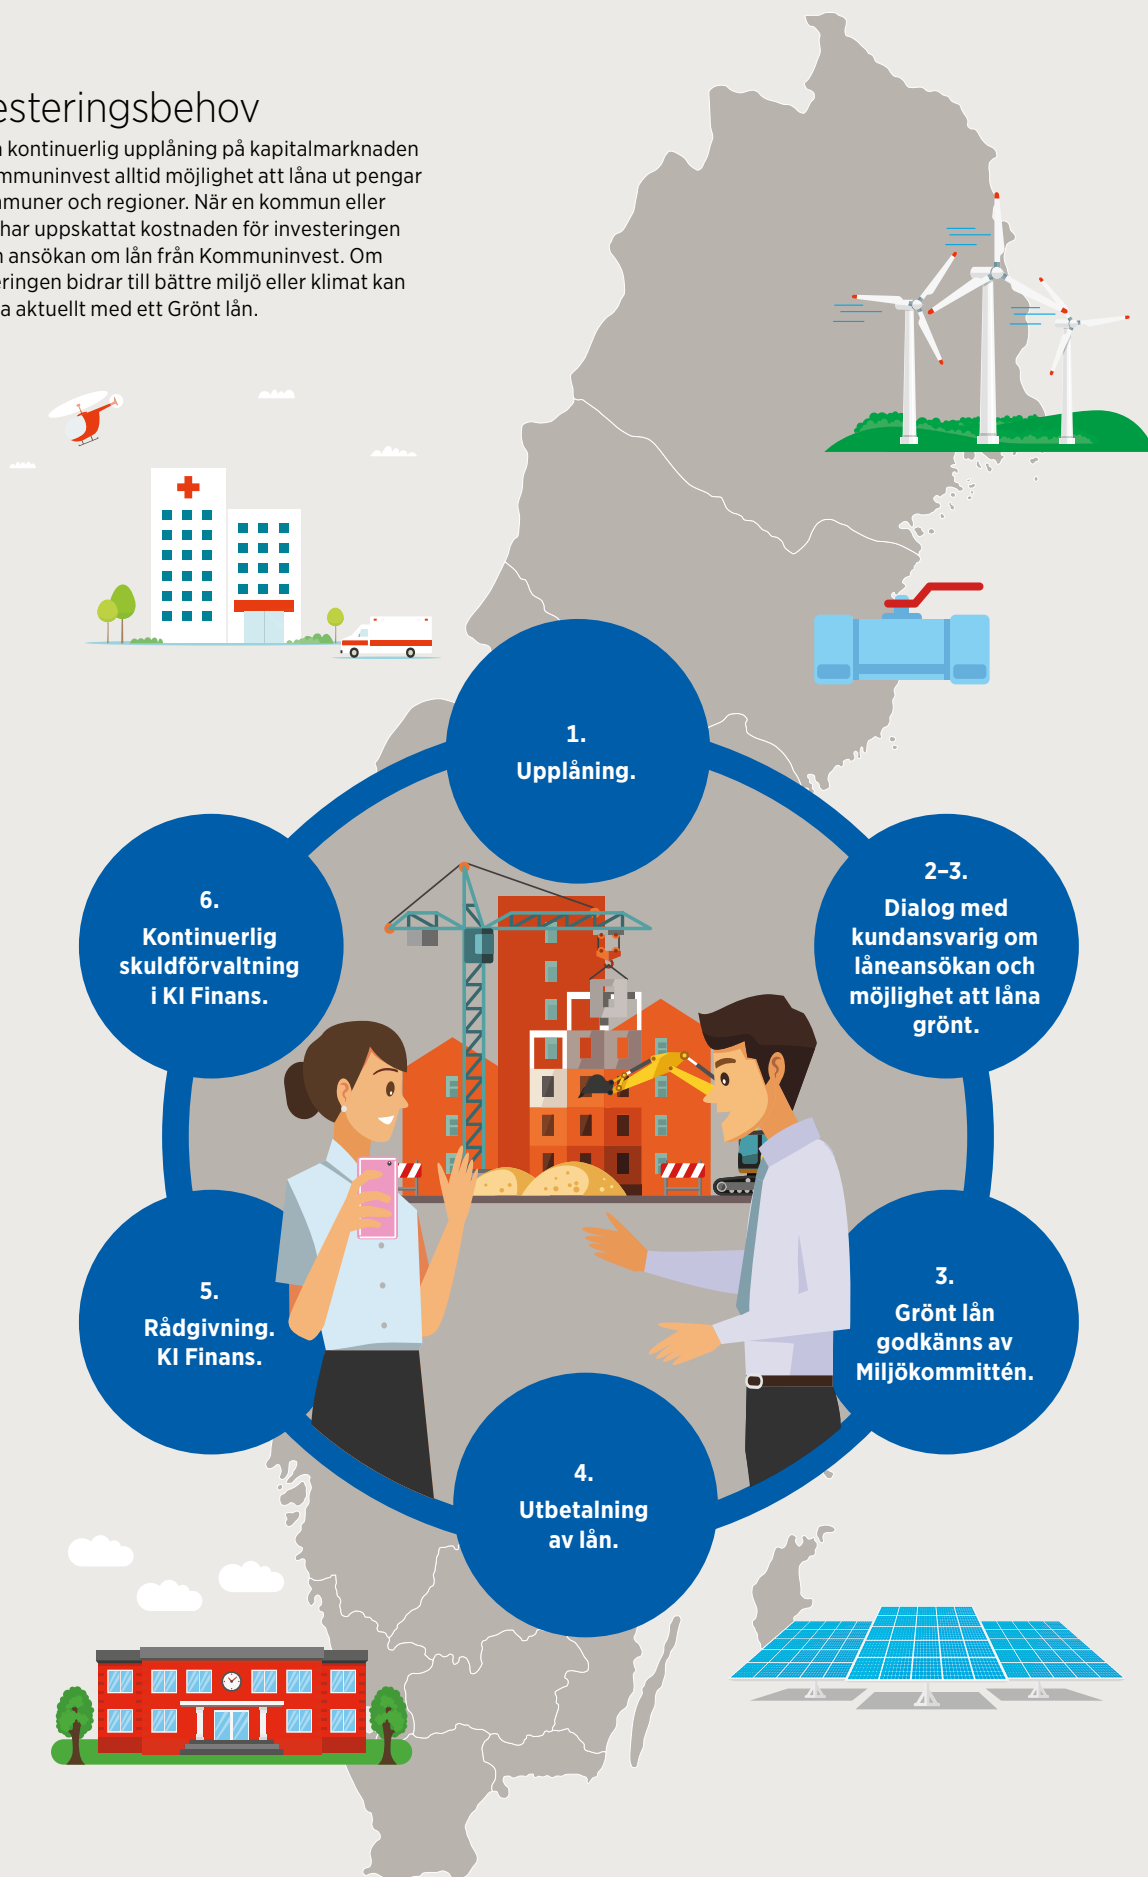 esteringsbehov
kontinuerlig upplåning på kapitalmarknaden
mmuninvest alltid möjlighet att låna ut pengar
muner och regioner. När en kommun eller
har uppskattat kostnaden för investeringen
n ansökan om lån från Kommuninvest. Om
eringen bidrar till bättre miljö eller klimat kan
a aktuellt med ett Grönt lån.
1.
Upplåning.
2–3.
Dialog med
kundansvarig om
låneansökan och
möjlighet att låna
grönt.
3.
Grönt lån
godkänns av
Miljökommittén.
4.
Utbetalning
av lån.
5.
Rådgivning.
KI Finans.
6.
Kontinuerlig
skuldförvaltning
i KI Finans.